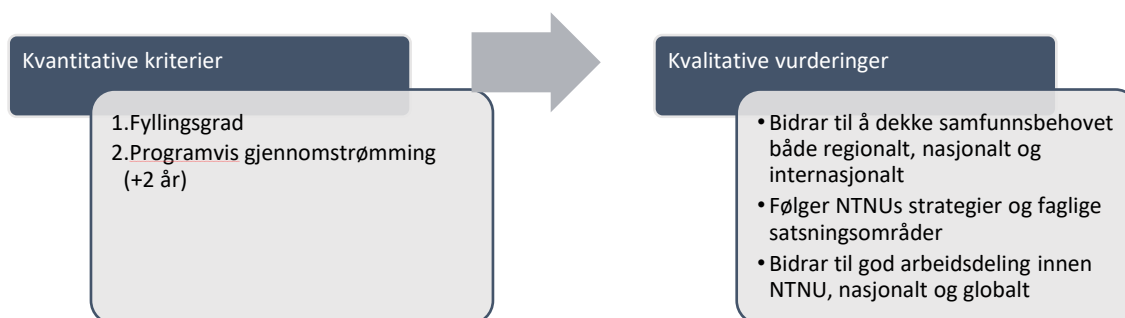 Kvantitative kriterier
1.Fyllingsgrad
2.Programvis gjennomstrømming
(+2 år)
Kvalitative vurderinger
• Bidrar til å dekke samfunnsbehovet
både regionalt, nasjonalt og
internasjonalt
• Følger NTNUs strategier og faglige
satsningsområder
• Bidrar til god arbeidsdeling innen
NTNU, nasjonalt og globalt